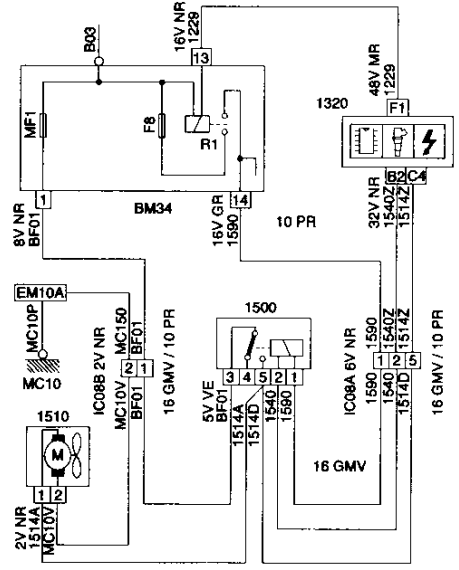 B03
16V NR
1229
13
48V MR
1229
1320
F1
MF1
F8
R1
B2 C4
1
BM34
14
8V NR
BF01
16V GR
1590
10 PR
32V NR
1540Z
1514Z
EM10A
MC10P
MC10
IC08B 2V NR
MC150
BF01
2 1
MC10V
BF01
16 GMV / 10 PR
1500
3 4 5 2 1
5V VE
BF01
1514A
1514D
1540
1590
IC08A 6V NR
1590
1540Z
1514Z
1 2 5
1590
1540
1514D
16 GMV / 10 PR
1510
M
1 2
2V NR
1514A
MC10V
16 GMV